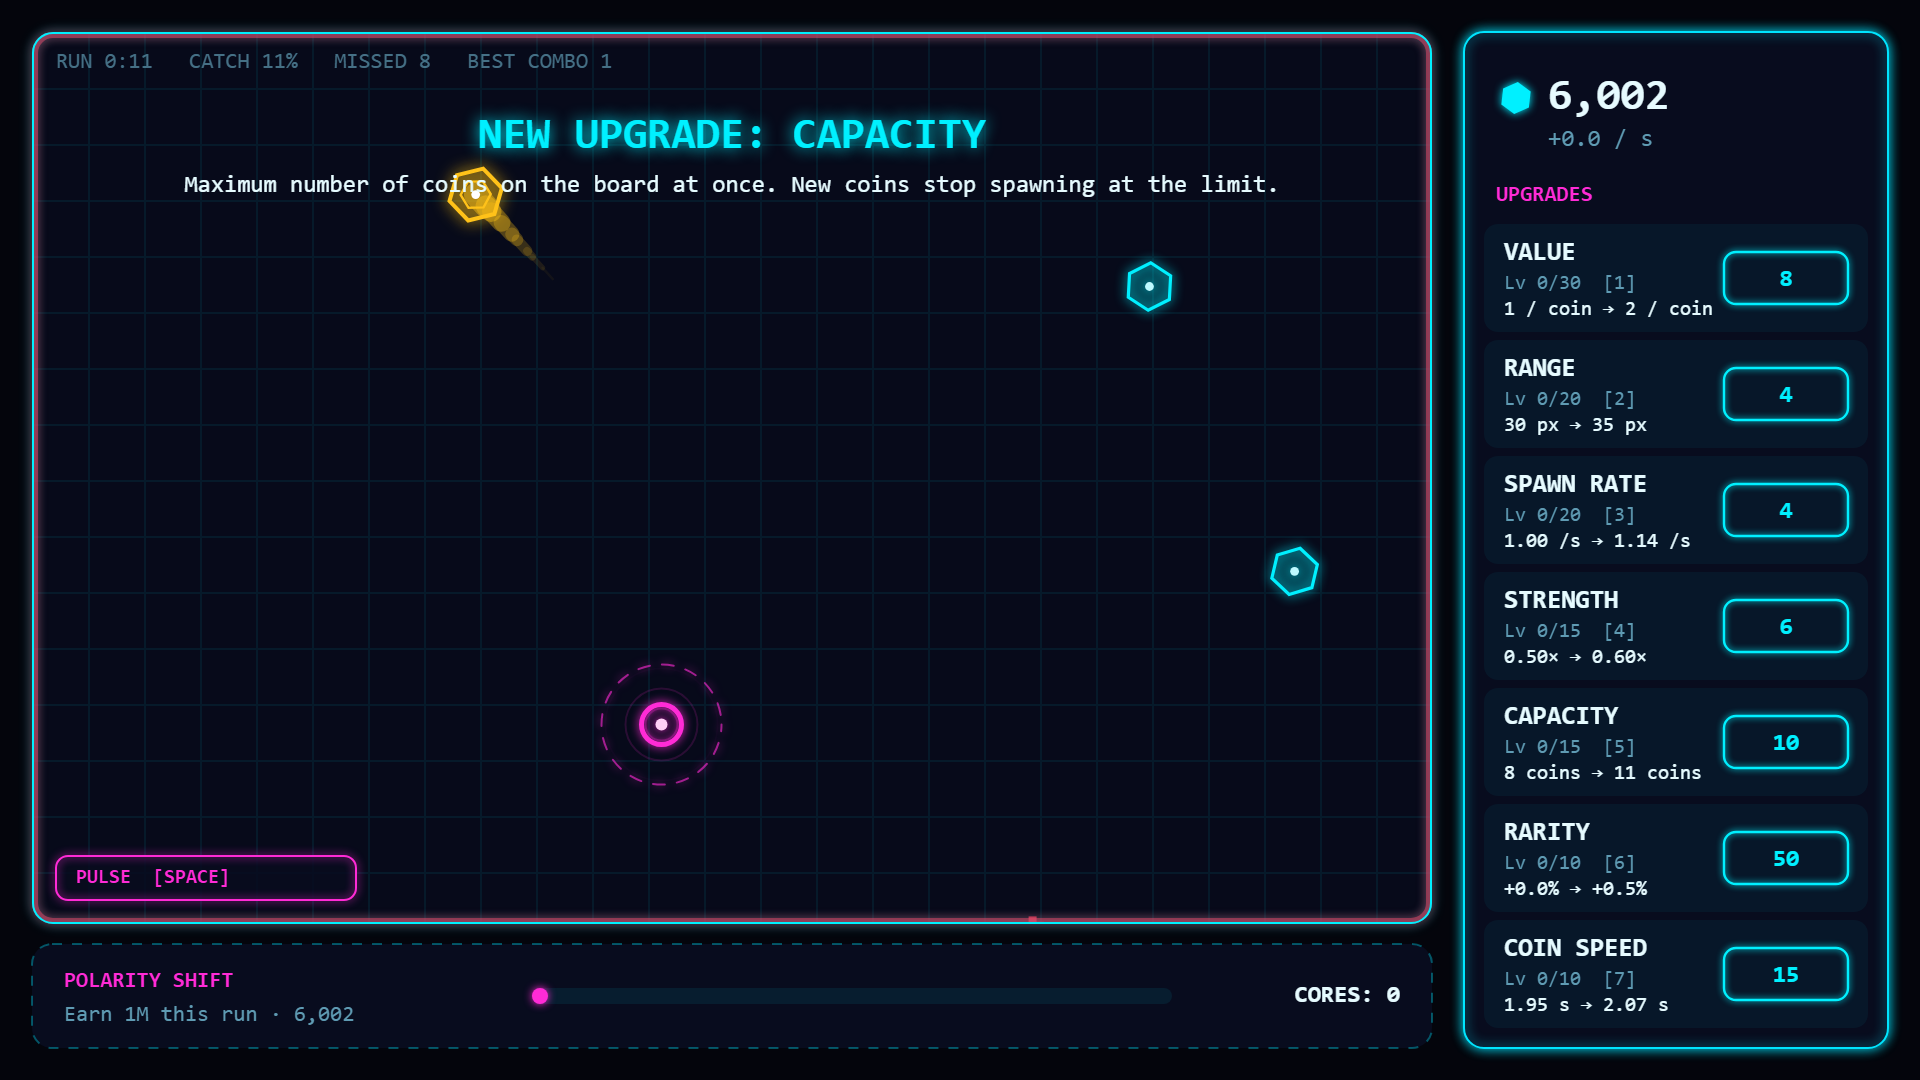 RUN 0:11 CATCH 11% MISSED 8 BEST COMBO 1
NEW UPGRADE: CAPACITY
Maximum number of coins on the board at once. New coins stop spawning at the limit.
PULSE [SPACE]
POLARITY SHIFT
Earn 1M this run · 6,002
CORES: 0
6,002
+0.0 / s
UPGRADES
VALUE
Lv 0/30 [1]
1 / coin → 2 / coin
8
RANGE
Lv 0/20 [2]
30 px → 35 px
4
SPAWN RATE
Lv 0/20 [3]
1.00 /s → 1.14 /s
4
STRENGTH
Lv 0/15 [4]
0.50× → 0.60×
6
CAPACITY
Lv 0/15 [5]
8 coins → 11 coins
10
RARITY
Lv 0/10 [6]
+0.0% → +0.5%
50
COIN SPEED
Lv 0/10 [7]
1.95 s → 2.07 s
15